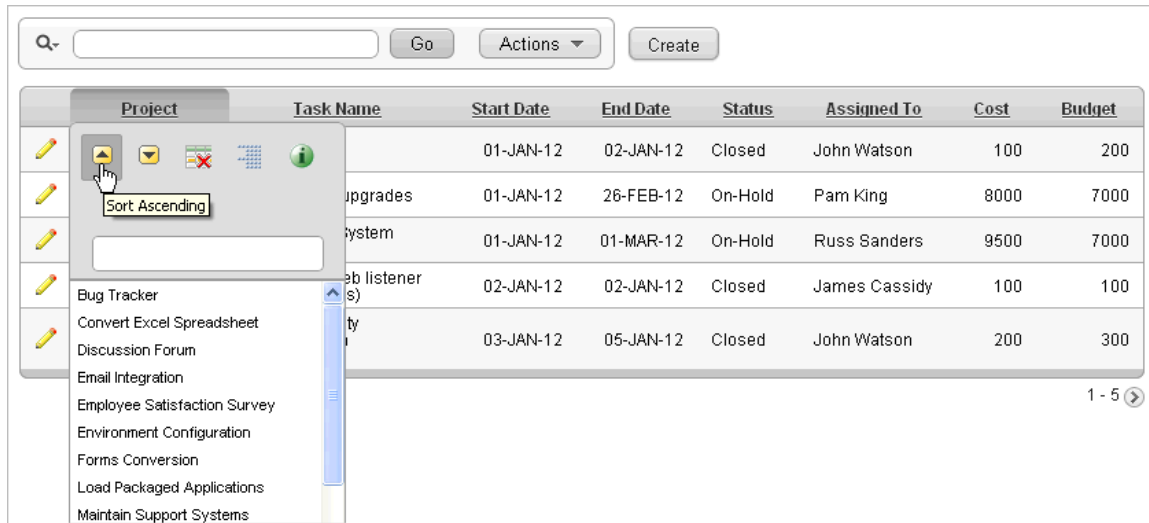 Go Actions Create
Project Task Name Start Date End Date Status Assigned To Cost Budget
01-JAN-12 02-JAN-12 Closed John Watson 100 200
Sort Ascending
upgrades 01-JAN-12 26-FEB-12 On-Hold Pam King 8000 7000
System
01-JAN-12 01-MAR-12 On-Hold Russ Sanders 9500 7000
eb listener
s)
02-JAN-12 02-JAN-12 Closed James Cassidy 100 100
ty
03-JAN-12 05-JAN-12 Closed John Watson 200 300
Bug Tracker
Convert Excel Spreadsheet
Discussion Forum
Email Integration
Employee Satisfaction Survey
Environment Configuration
Forms Conversion
Load Packaged Applications
Maintain Support Systems
1 - 5